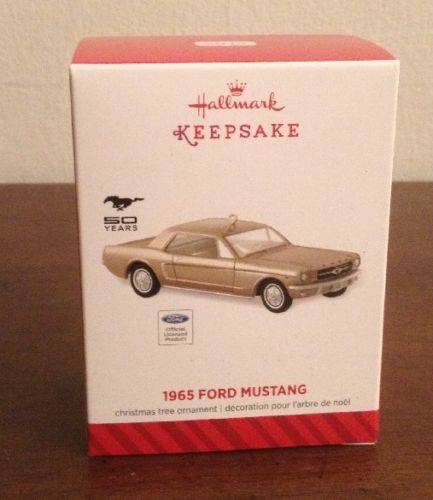 Hallmark
KEEPSAKE
50
YEARS
Ford
Official
Licensed
Product
1965 FORD MUSTANG
christmas tree ornament | décoration pour l'arbre de noël